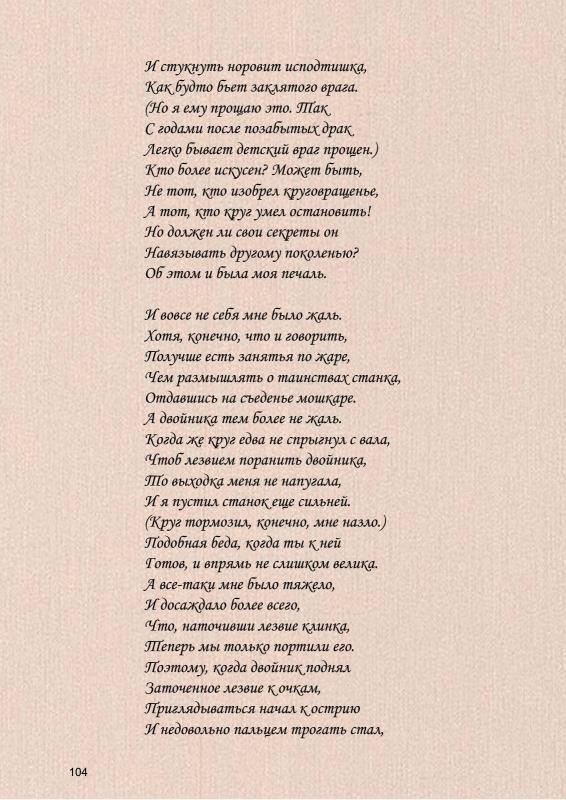 И стукнуть норовит исподтишка,
Как будто бьет заклятого врага.
(Но я ему прощаю это. Так
С годами после позабытых драк
Легко бывает детский враг прощен.)
Кто более искусен? Может быть,
Не тот, кто изобрел круговращенье,
А тот, кто круг умел остановить!
Но должен ли свои секреты он
Навязывать другому поколенью?
Об этом и была моя печаль.
И вовсе не себя мне было жаль.
Хотя, конечно, что и говорить,
Получше есть занятья по жаре,
Чем размышлять о таинствах станка,
Отдавшись на съеденье мошкаре.
А двойника тем более не жаль.
Когда же круг едва не спрыгнул с вала,
Чтоб лезвием поранить двойника,
То выходка меня не напугала,
И я пустил станок еще сильней.
(Круг тормозил, конечно, мне назло.)
Подобная беда, когда ты к ней
Готов, и впрямь не слишком велика.
А все-таки мне было тяжело,
И досаждало более всего,
Что, наточивши лезвие клинка,
Теперь мы только портили его.
Поэтому, когда двойник поднял
Заточенное лезвие к очкам,
Приглядываться начал к острию
И недовольно пальцем трогать стал,
104